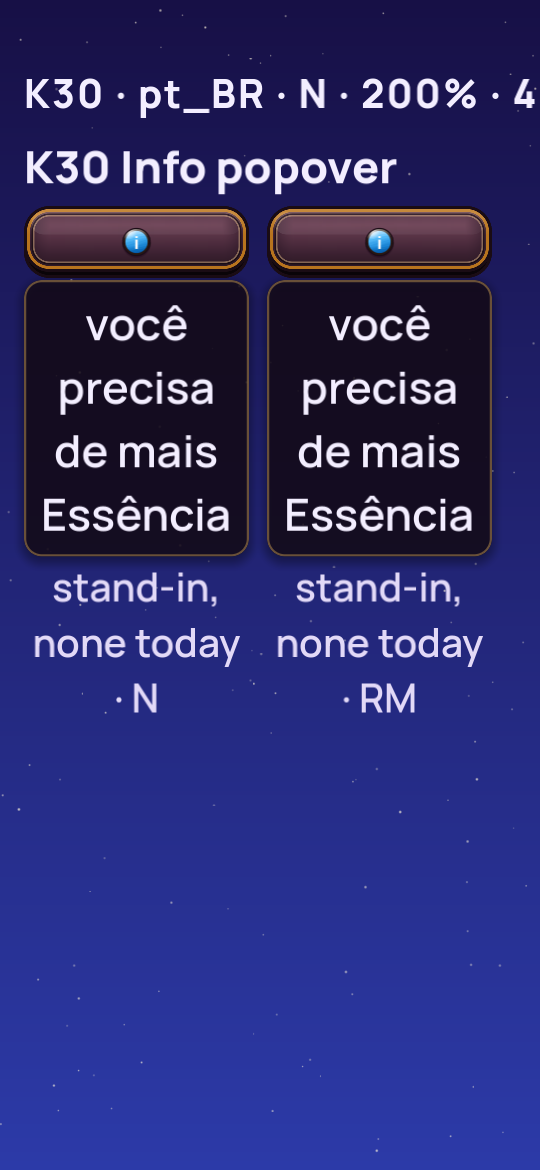 K30 · pt_BR · N · 200% · 4
K30 Info popover
i i
você você
precisa precisa
de mais de mais
Essência Essência
stand-in, stand-in,
none today none today
· N · RM